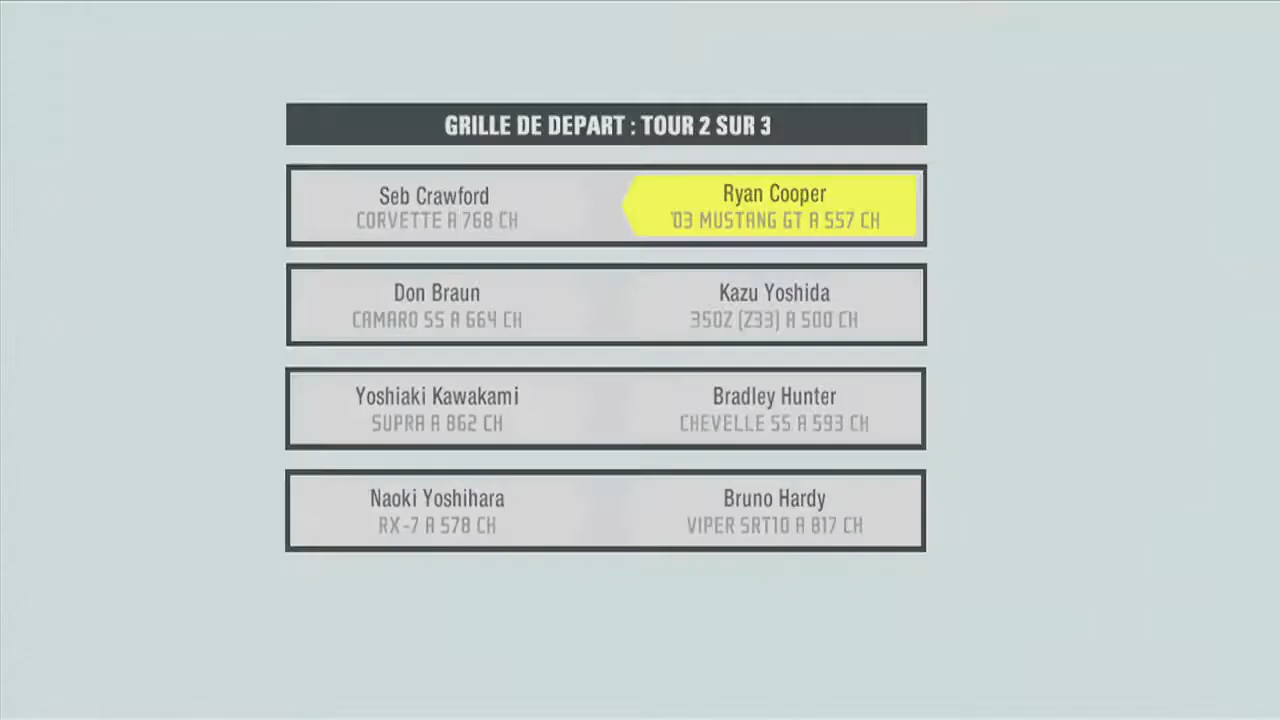 GRILLE DE DEPART : TOUR 2 SUR 3
Seb Crawford
CORVETTE A 768 CH
Ryan Cooper
'03 MUSTANG GT A 557 CH
Don Braun
CAMARO SS A 664 CH
Kazu Yoshida
350Z (Z33) A 500 CH
Yoshiaki Kawakami
SUPRA A 862 CH
Bradley Hunter
CHEVELLE SS A 593 CH
Naoki Yoshihara
RX-7 A 578 CH
Bruno Hardy
VIPER SRT10 A 817 CH